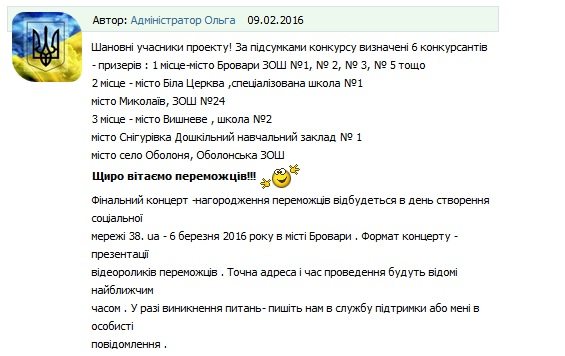 Автор: Адміністратор Ольга 09.02.2016
Шановні учасники проекту! За підсумками конкурсу визначені 6 конкурсантів
- призерів : 1 місце-місто Бровари ЗОШ №1, № 2, № 3, № 5 тощо
2 місце - місто Біла Церква ,спеціалізована школа №1
місто Миколаїв, ЗОШ №24
3 місце - місто Вишневе , школа №2
місто Снігурівка Дошкільний навчальний заклад № 1
місто село Оболоня, Оболонська ЗОШ
Щиро вітаємо переможців!!!
Фінальний концерт -нагородження переможців відбудеться в день створення
соціальної
мережі 38. ua - 6 березня 2016 року в місті Бровари . Формат концерту -
презентації
відеороликів переможців . Точна адреса і час проведення будуть відомі
найближчим
часом . У разі виникнення питань- пишіть нам в службу підтримки або мені в
особисті
повідомлення .